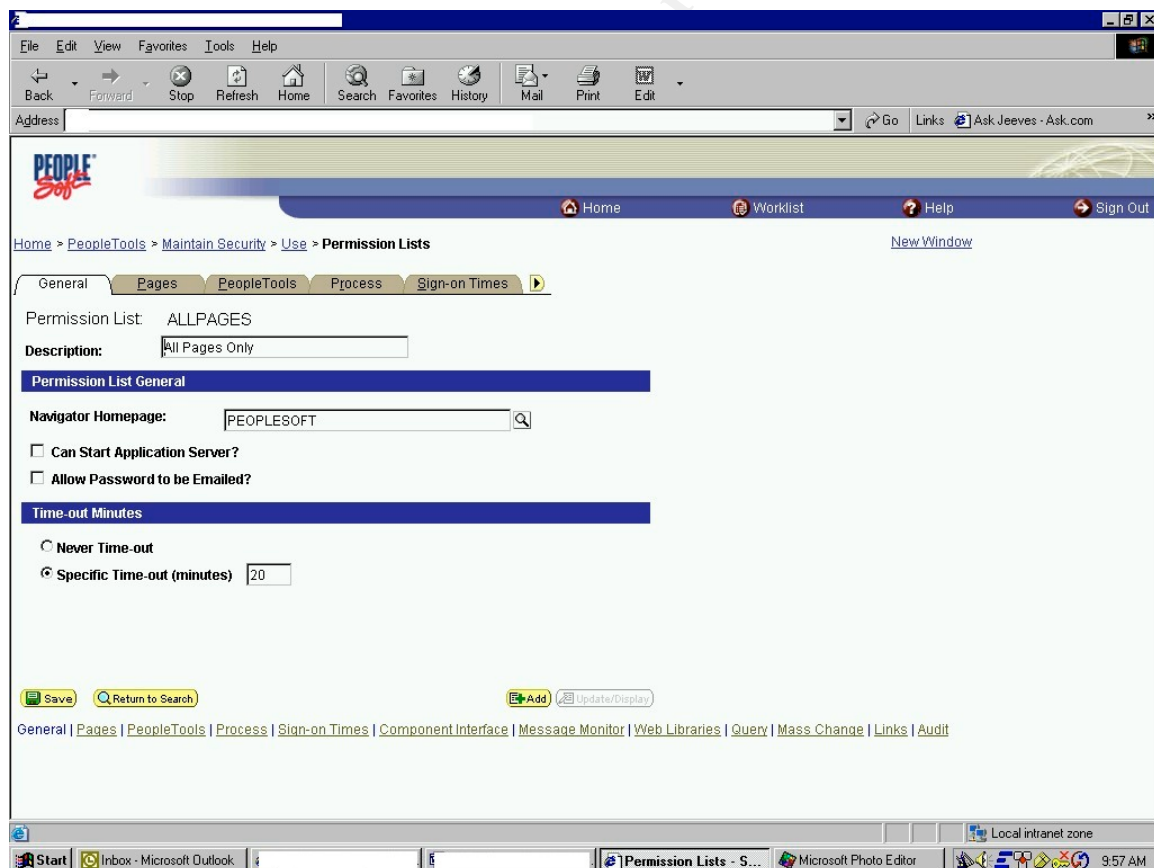 File Edit View Favorites Tools Help
Back Forward Stop Refresh Home Search Favorites History Mail Print Edit
Address Go Links Ask Jeeves - Ask.com »
PEOPLE Soft
Home Worklist Help Sign Out
Home > PeopleTools > Maintain Security > Use > Permission Lists New Window
General Pages PeopleTools Process Sign-on Times
Permission List: ALLPAGES
Description: All Pages Only
Permission List General
Navigator Homepage: PEOPLESOFT
Can Start Application Server?
Allow Password to be Emailed?
Time-out Minutes
Never Time-out
Specific Time-out (minutes) 20
Save Return to Search Add Update/Display
General | Pages | PeopleTools | Process | Sign-on Times | Component Interface | Message Monitor | Web Libraries | Query | Mass Change | Links | Audit
Local intranet zone
Start Inbox - Microsoft Outlook Permission Lists - S... Microsoft Photo Editor 9:57 AM